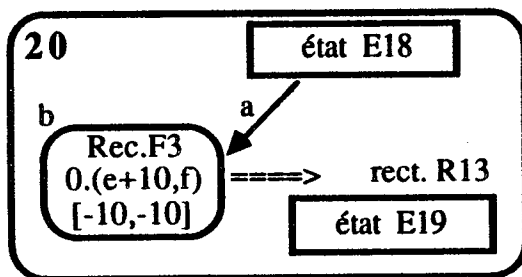 20
état E18
a
b
Rec.F3
0.(e+10,f)
[-10,-10]
====>
rect. R13
état E19